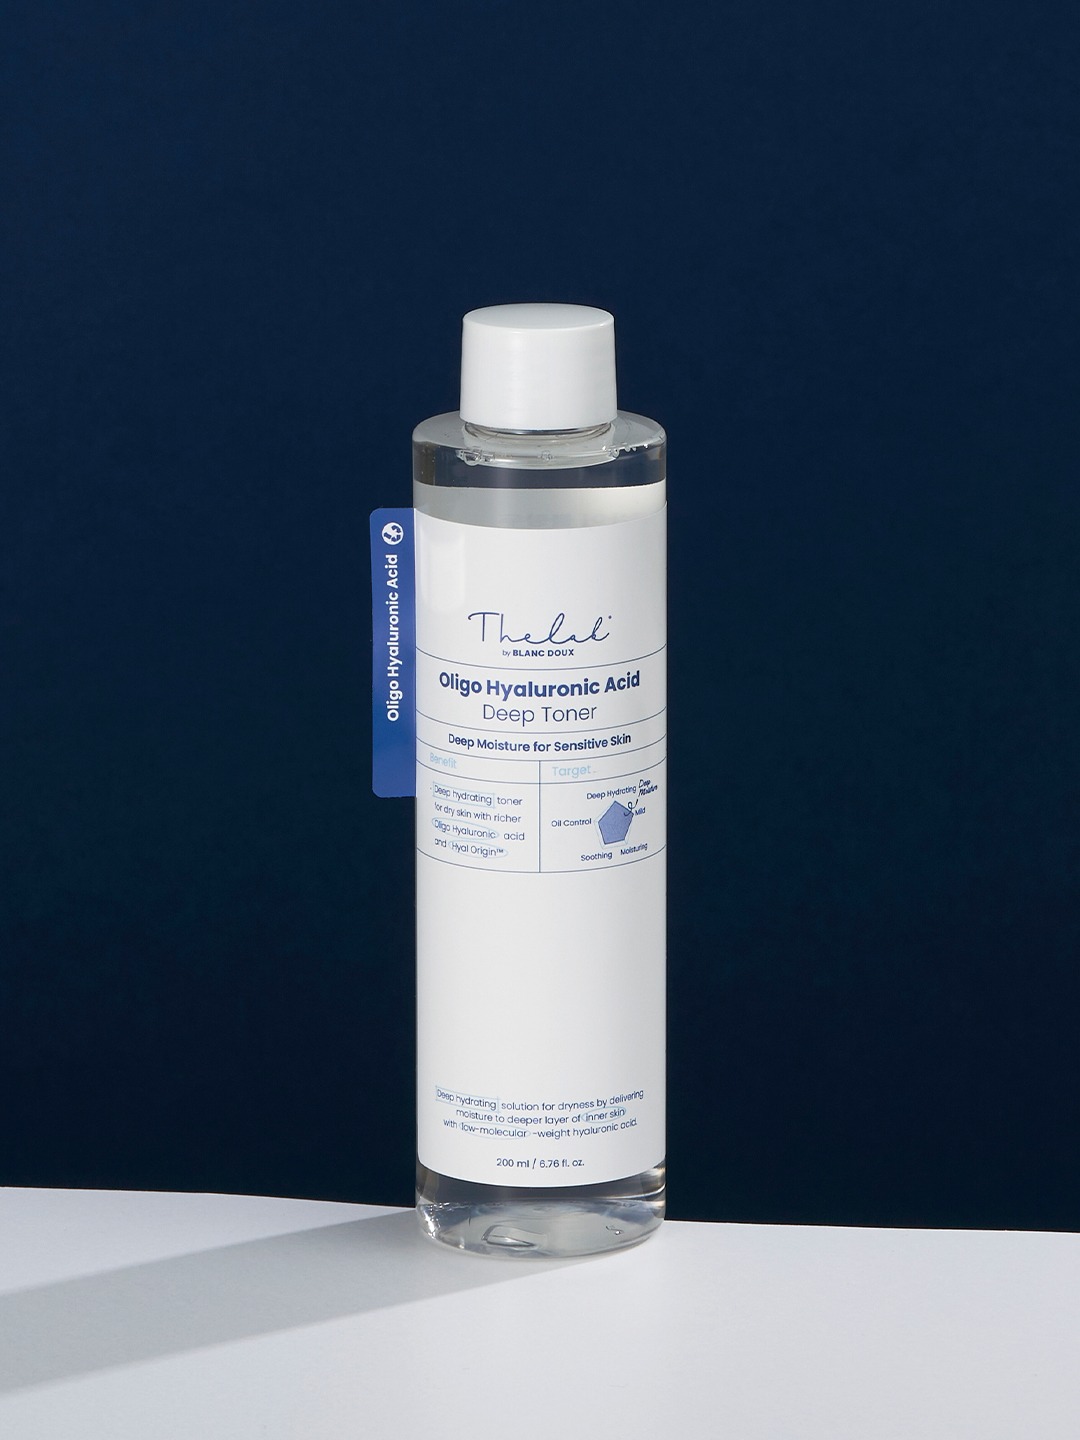 Oligo Hyaluronic Acid
Thelab
by BLANC DOUX
Oligo Hyaluronic Acid
Deep Toner
Deep Moisture for Sensitive Skin
Benefit
Deep hydrating toner
for dry skin with richer
Oligo Hyaluronic acid
and Hyal Origin™
Target
Deep Hydrating
Deep
Moisture
Mild
Oil Control
Soothing
Moisturing
Deep hydrating solution for dryness by delivering
moisture to deeper layer of inner skin
with low-molecular -weight hyaluronic acid.
200 ml / 6.76 fl. oz.